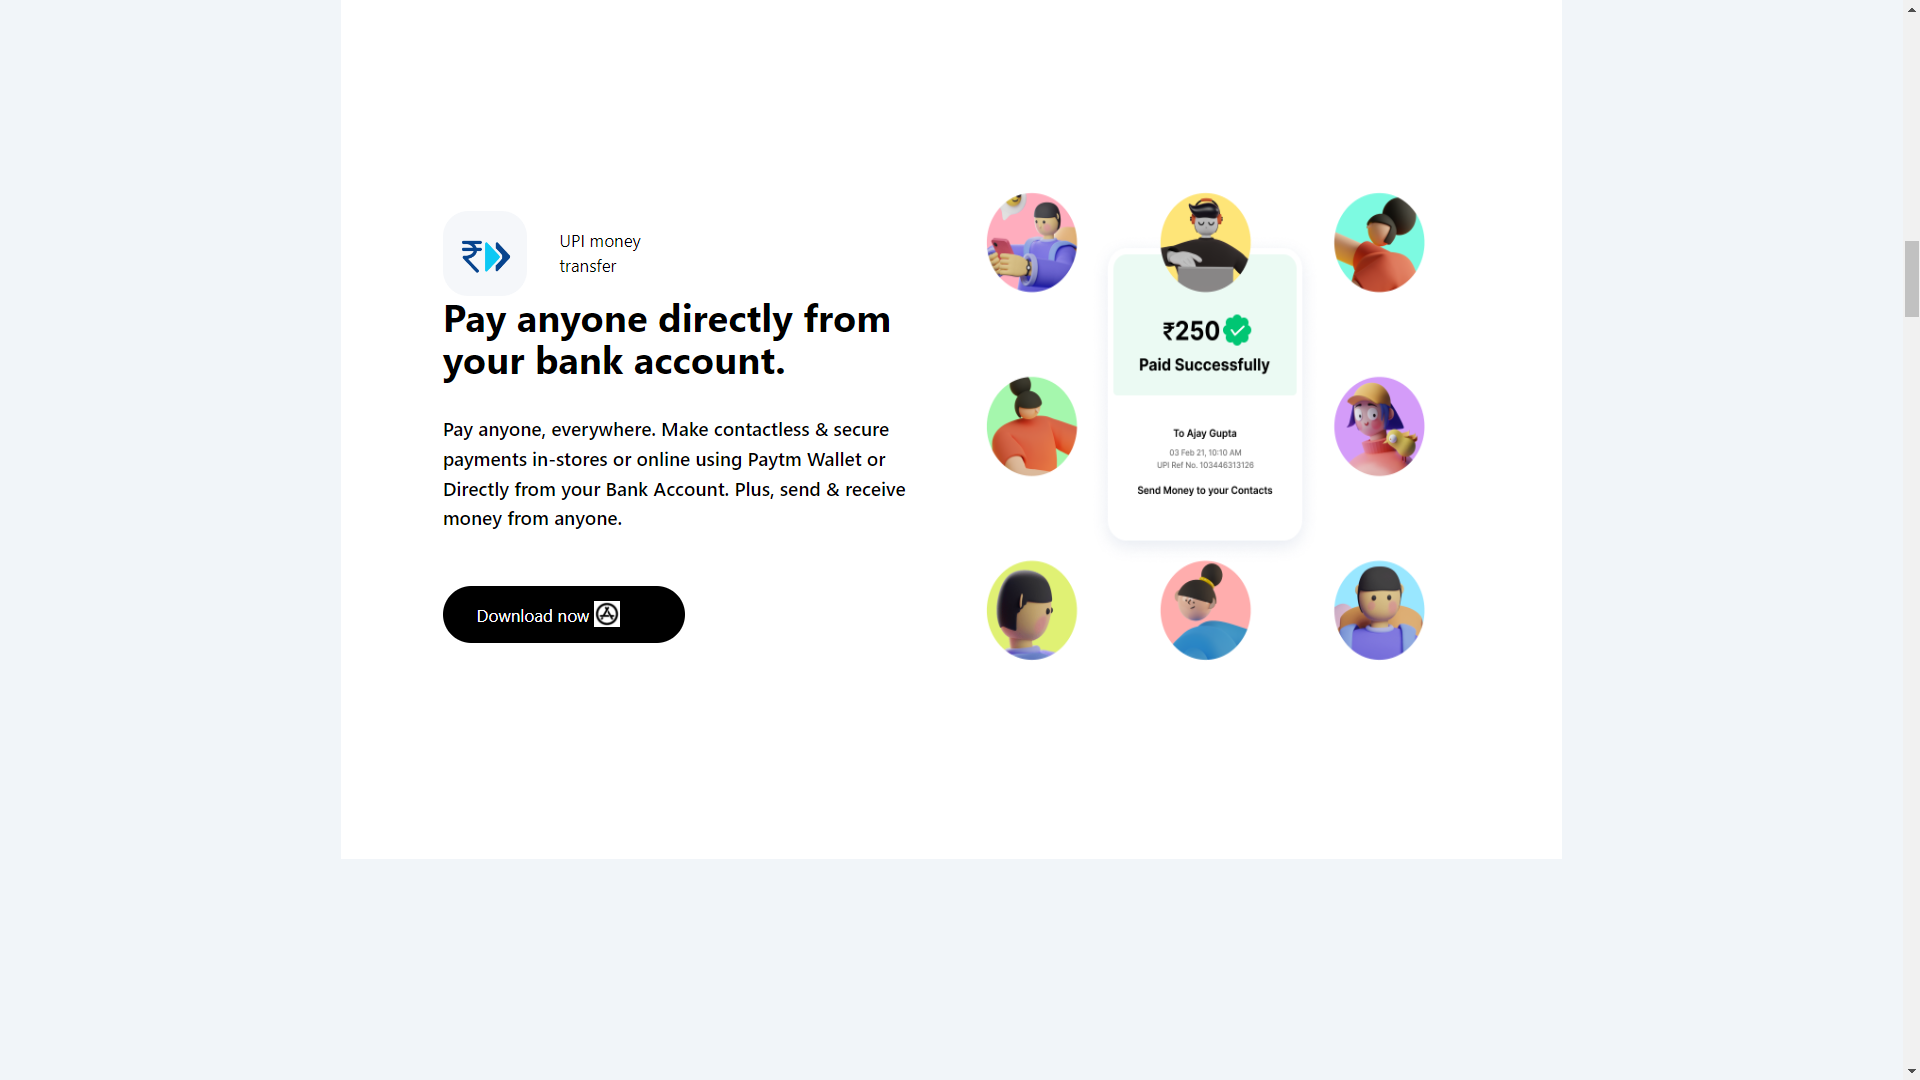 UPI money
transfer
Pay anyone directly from
your bank account.
Pay anyone, everywhere. Make contactless & secure
payments in-stores or online using Paytm Wallet or
Directly from your Bank Account. Plus, send & receive
money from anyone.
Download now
₹250
Paid Successfully
To Ajay Gupta
03 Feb 21, 10:10 AM
UPI Ref No. 103446313126
Send Money to your Contacts